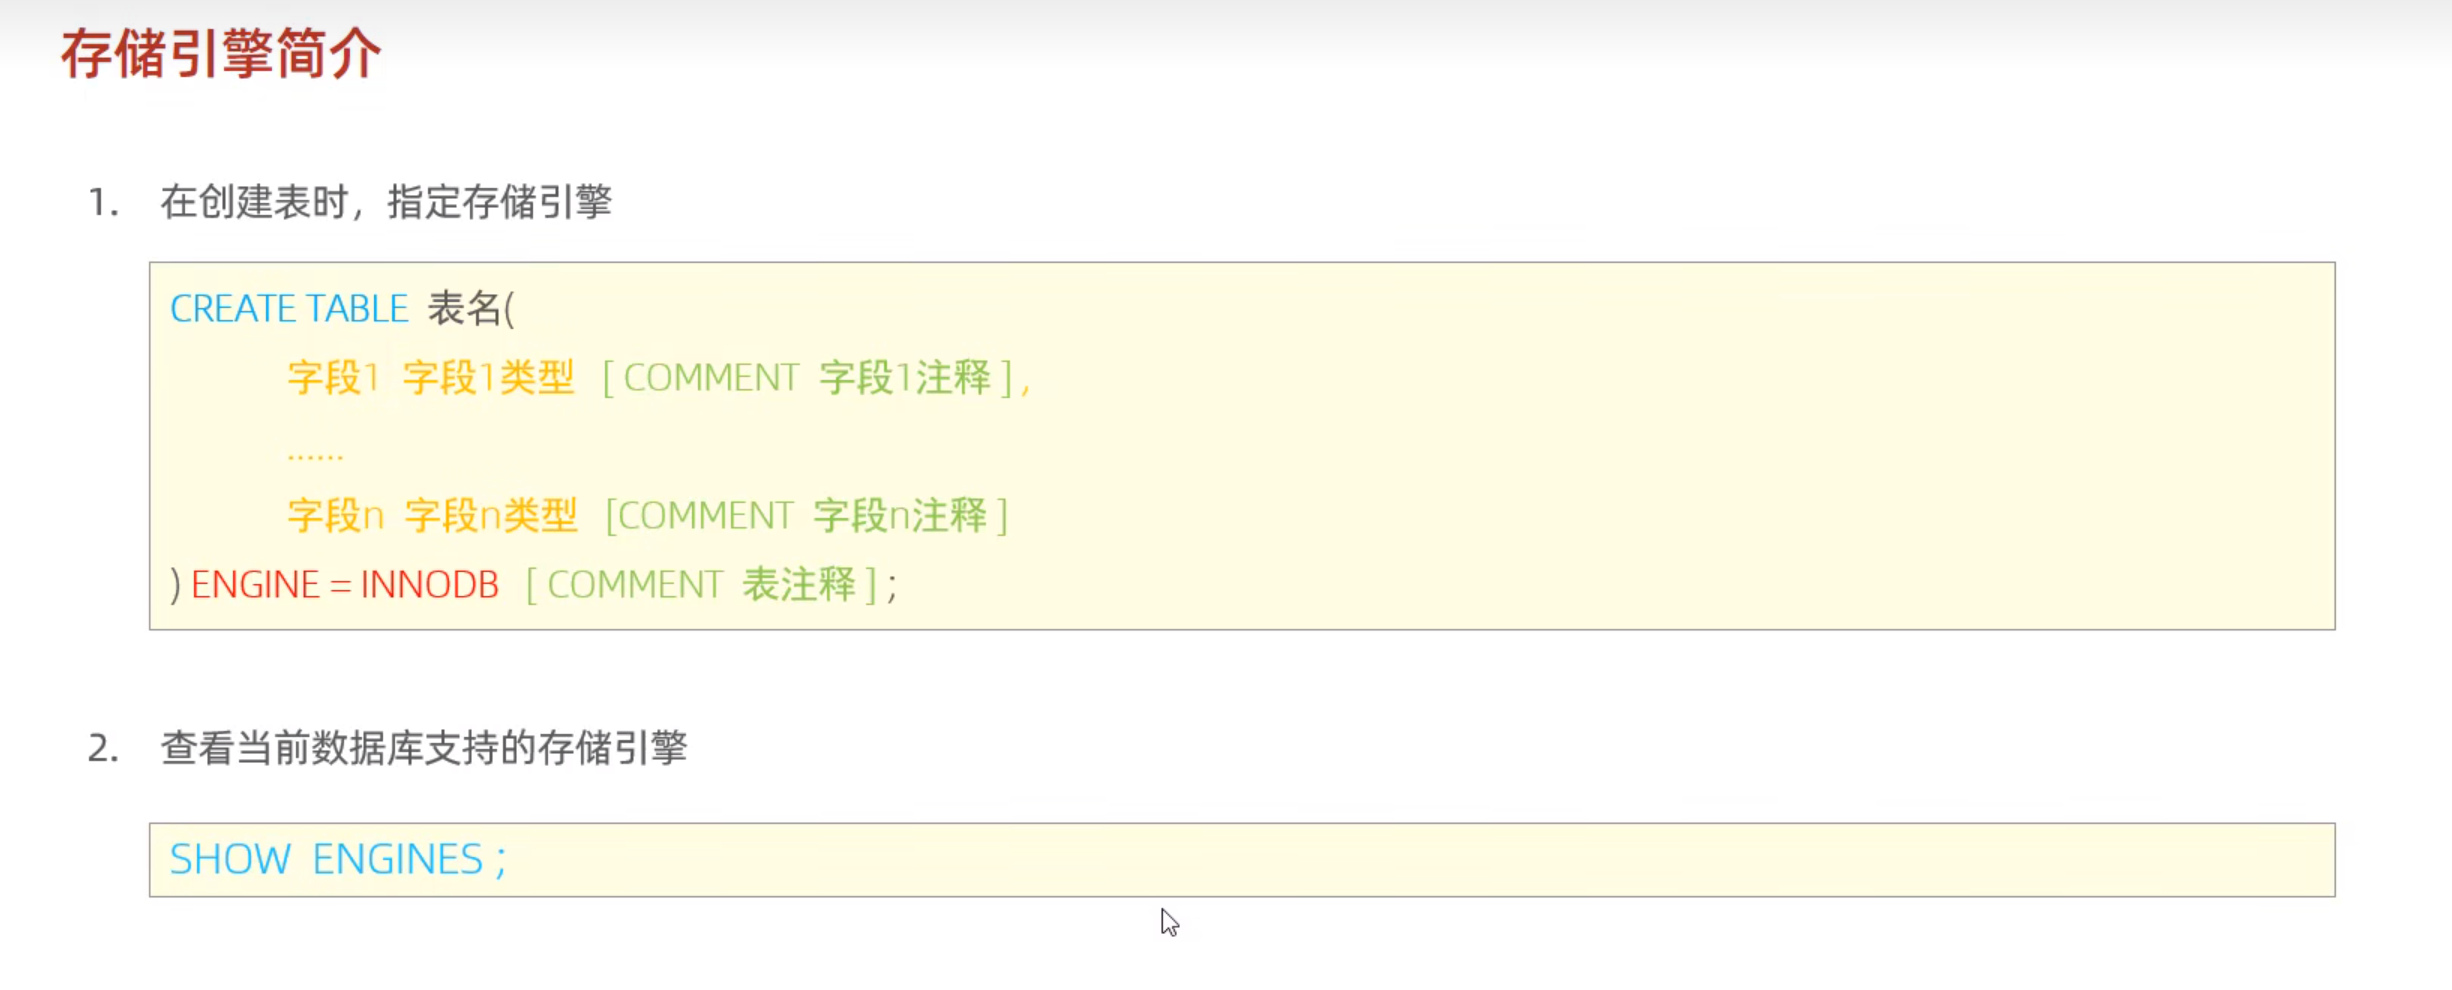 存储引擎简介
1. 在创建表时，指定存储引擎
CREATE TABLE 表名(
字段1 字段1类型 [ COMMENT 字段1注释 ] ,
......
字段n 字段n类型 [COMMENT 字段n注释 ]
) ENGINE = INNODB [ COMMENT 表注释 ] ;
2. 查看当前数据库支持的存储引擎
SHOW ENGINES ;